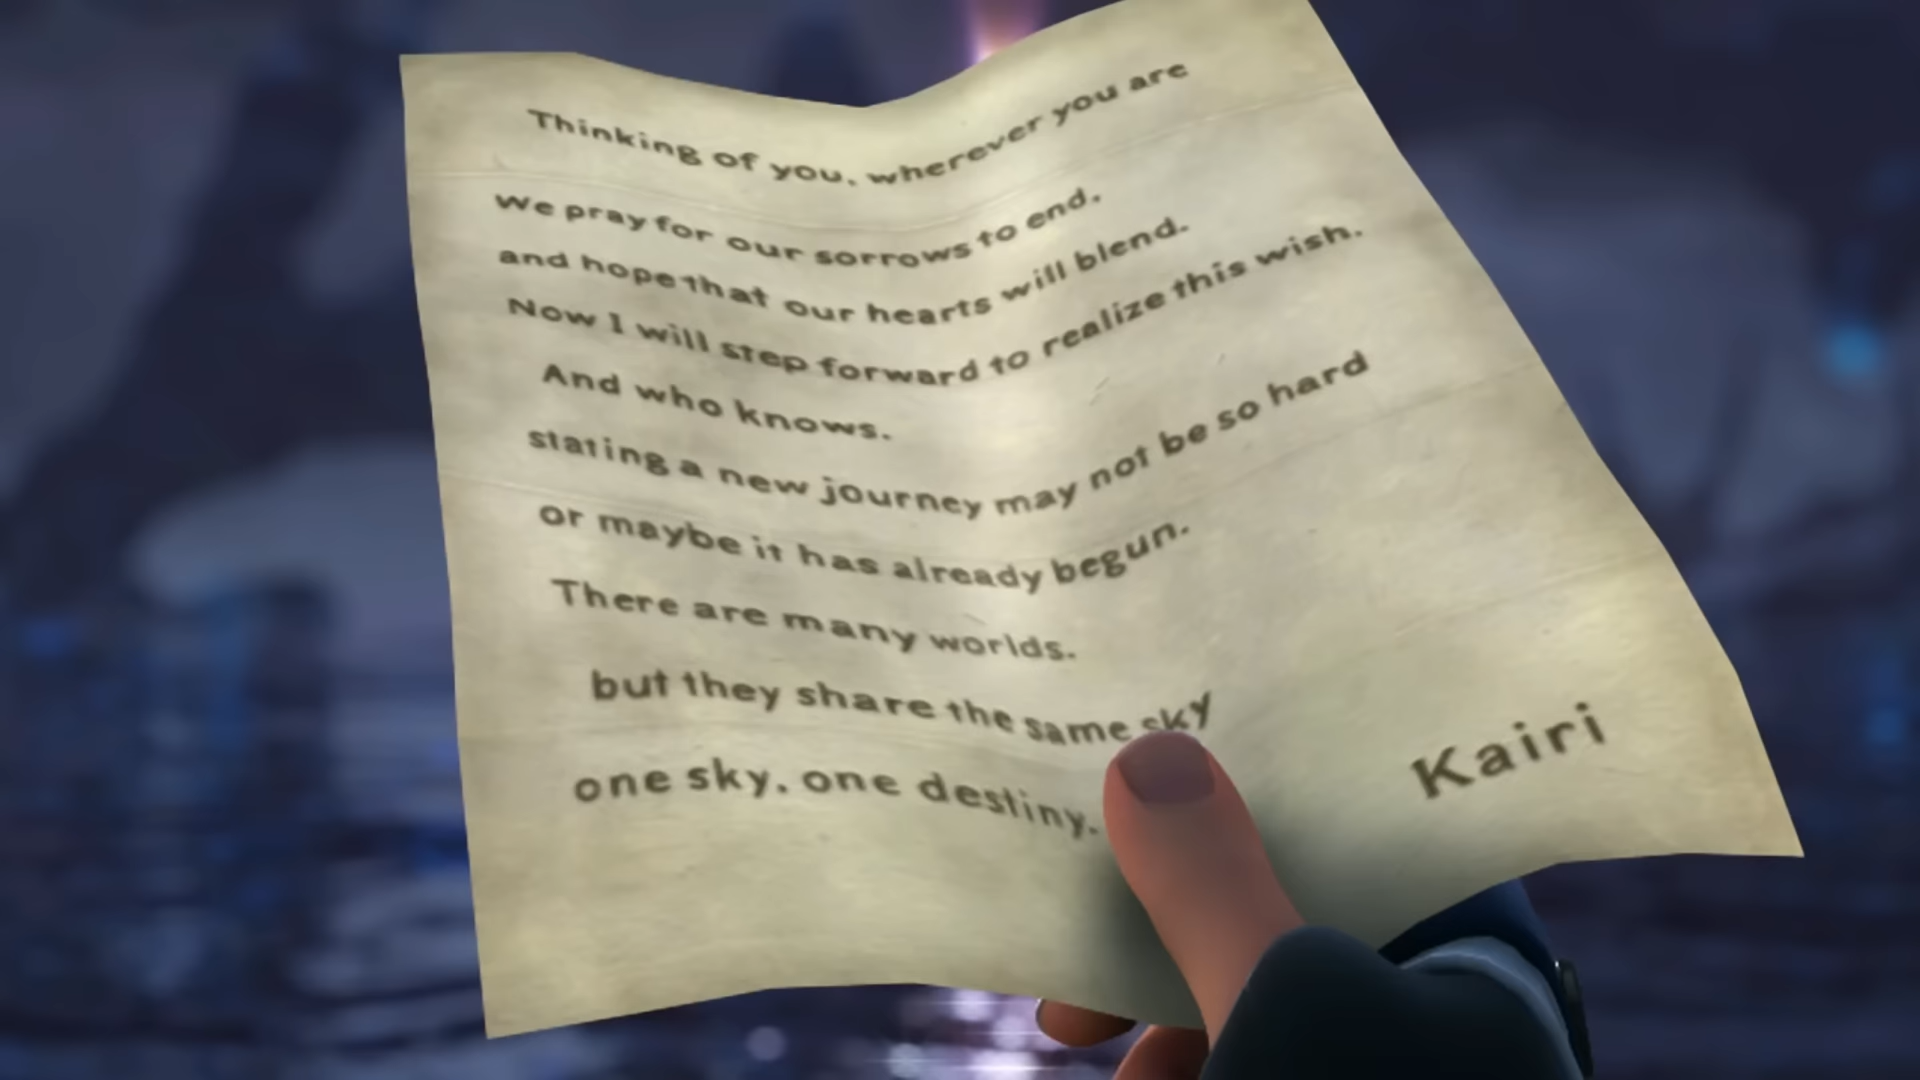 Thinking of you, wherever you are
We pray for our sorrows to end,
and hope that our hearts will blend.
Now I will step forward to realize this wish.
And who knows,
stating a new journey may not be so hard
or maybe it has already begun.
There are many worlds,
but they share the same sky
one sky, one destiny.
Kairi